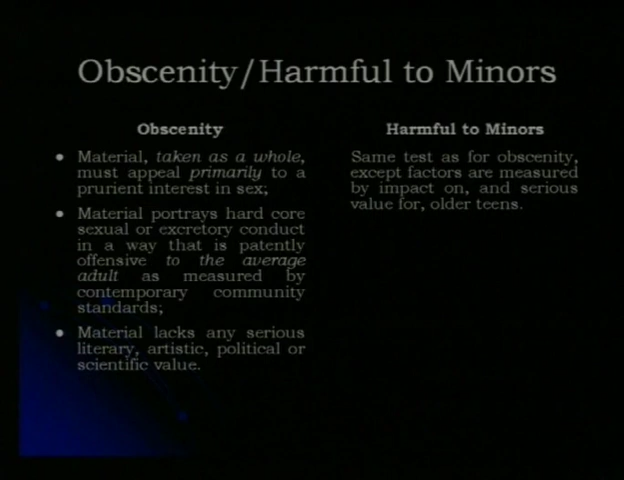 Obscenity/Harmful to Minors
Obscenity
• Material, taken as a whole,
must appeal primarily to a
prurient interest in sex;
• Material portrays hard core
sexual or excretory conduct
in a way that is patently
offensive to the average
adult as measured by
contemporary community
standards;
• Material lacks any serious
literary, artistic, political or
scientific value.
Harmful to Minors
Same test as for obscenity,
except factors are measured
by impact on, and serious
value for, older teens.